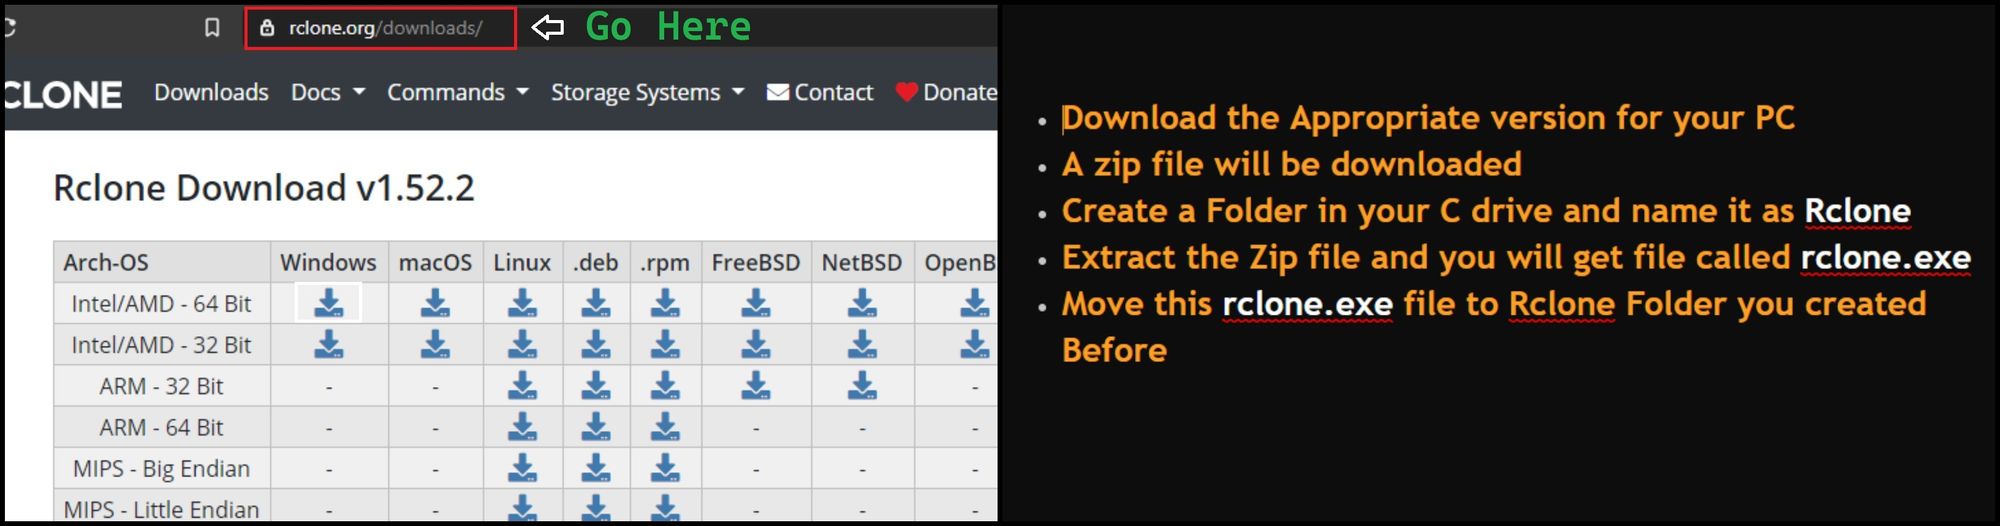 rclone.org/downloads/ Go Here
CLONE Downloads Docs Commands Storage Systems Contact Donate
Rclone Download v1.52.2
Arch-OS Windows macOS Linux .deb .rpm FreeBSD NetBSD OpenB
Intel/AMD - 64 Bit
Intel/AMD - 32 Bit
ARM - 32 Bit - - -
ARM - 64 Bit - - - - -
MIPS - Big Endian - - - - -
MIPS - Little Endian - - - - -
• Download the Appropriate version for your PC
• A zip file will be downloaded
• Create a Folder in your C drive and name it as Rclone
• Extract the Zip file and you will get file called rclone.exe
• Move this rclone.exe file to Rclone Folder you created
Before